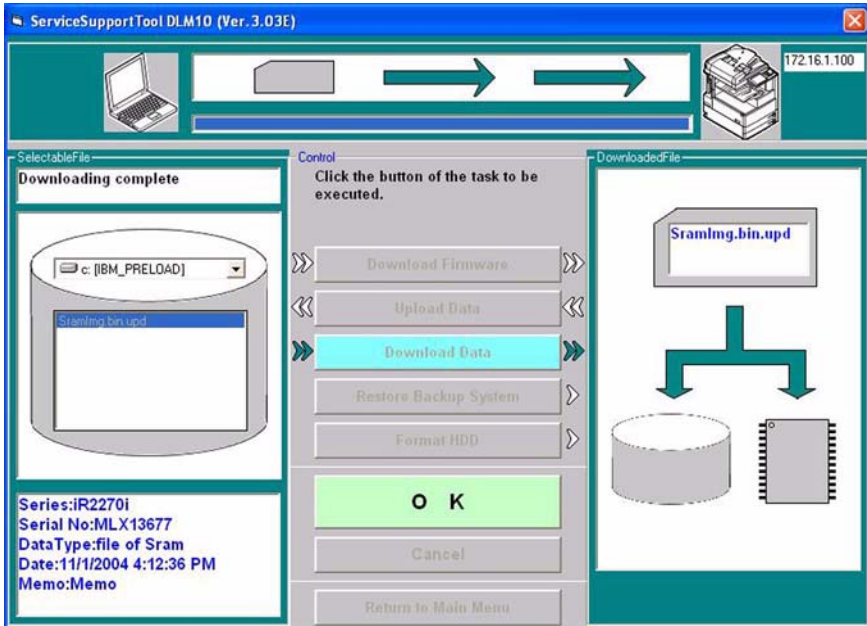 ServiceSupportTool DLM10 (Ver.3.03E)
172.16.1.100
SelectableFile
Downloading complete
c: [IBM_PRELOAD]
SramImg.bin.upd
Series:iR2270i
Serial No:MLX13677
DataType:file of Sram
Date:11/1/2004 4:12:36 PM
Memo:Memo
Control
Click the button of the task to be
executed.
Download Firmware
Upload Data
Download Data
Restore Backup System
Format HDD
O K
Cancel
Return to Main Menu
DownloadedFile
SramImg.bin.upd